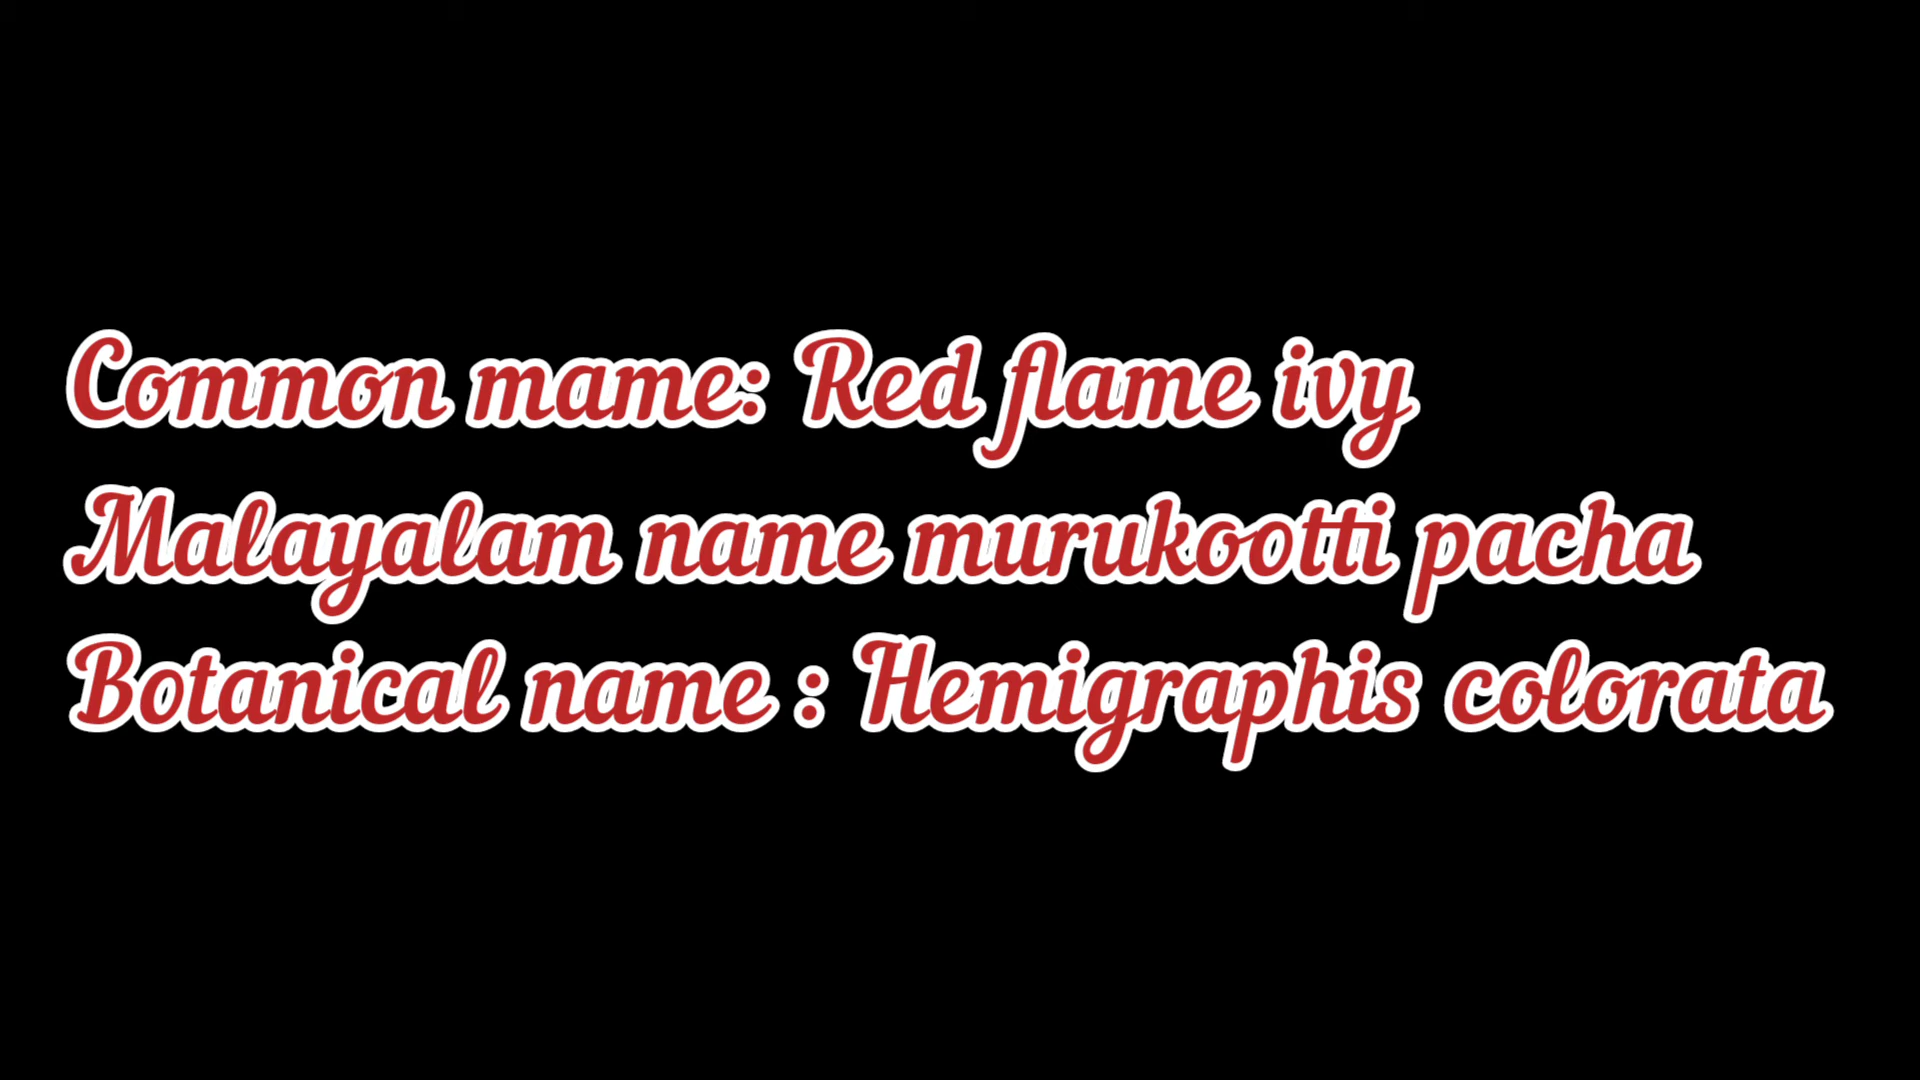 Common mame: Red flame ivy
Malayalam name murukootti pacha
Botanical name : Hemigraphis colorata